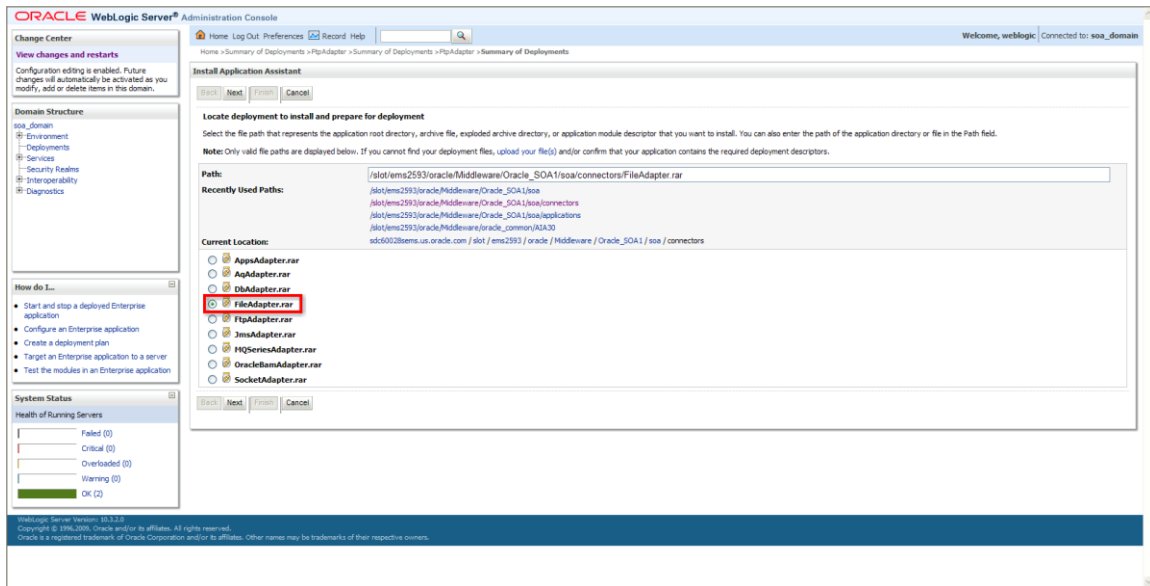 ORACLE WebLogic Server® Administration Console
Change Center
View changes and restarts
Configuration editing is enabled. Future
changes will automatically be activated as you
modify, add or delete items in this domain.
Domain Structure
soa_domain
Environment
Deployments
Services
Security Realms
Interoperability
Diagnostics
How do I...
Start and stop a deployed Enterprise
application
Configure an Enterprise application
Create a deployment plan
Target an Enterprise application to a server
Test the modules in an Enterprise application
System Status
Health of Running Servers
Failed (0)
Critical (0)
Overloaded (0)
Warning (0)
OK (2)
Home Log Out Preferences Record Help
Welcome, weblogic Connected to: soa_domain
Home >Summary of Deployments >FtpAdapter >Summary of Deployments >FtpAdapter >Summary of Deployments
Install Application Assistant
Back Next Finish Cancel
Locate deployment to install and prepare for deployment
Select the file path that represents the application root directory, archive file, exploded archive directory, or application module descriptor that you want to install. You can also enter the path of the application directory or file in the Path field.
Note: Only valid file paths are displayed below. If you cannot find your deployment files, upload your file(s) and/or confirm that your application contains the required deployment descriptors.
Path: /slot/ems2593/oracle/Middleware/Oracle_SOA1/soa/connectors/FileAdapter.rar
Recently Used Paths: /slot/ems2593/oracle/Middleware/Oracle_SOA1/soa
/slot/ems2593/oracle/Middleware/Oracle_SOA1/soa/connectors
/slot/ems2593/oracle/Middleware/Oracle_SOA1/soa/applications
/slot/ems2593/oracle/Middleware/oracle_common/AIA30
Current Location: sdc60028sems.us.oracle.com / slot / ems2593 / oracle / Middleware / Oracle_SOA1 / soa / connectors
AppsAdapter.rar
AqAdapter.rar
DbAdapter.rar
FileAdapter.rar
FtpAdapter.rar
JmsAdapter.rar
MQSeriesAdapter.rar
OracleBamAdapter.rar
SocketAdapter.rar
Back Next Finish Cancel
WebLogic Server Version: 10.3.2.0
Copyright © 1996,2009, Oracle and/or its affiliates. All rights reserved.
Oracle is a registered trademark of Oracle Corporation and/or its affiliates. Other names may be trademarks of their respective owners.